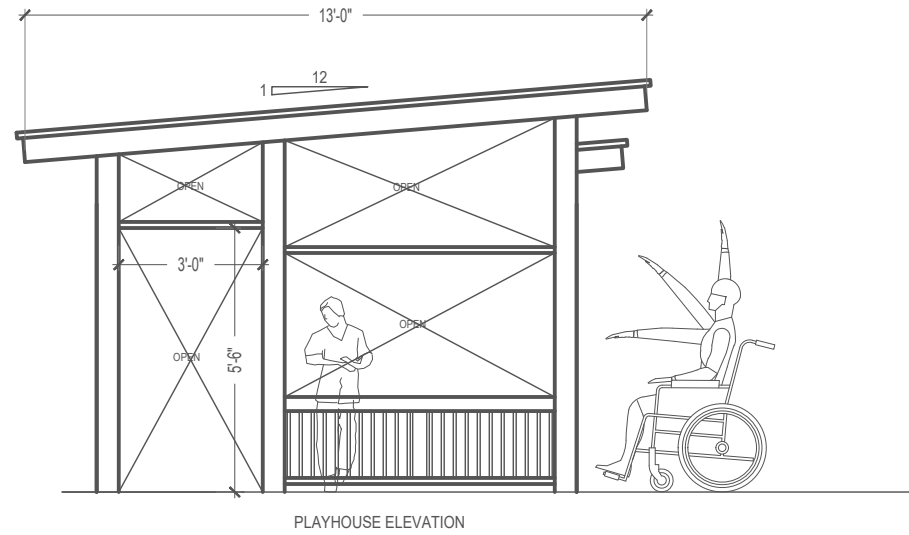 13'-0"
12
1
OPEN
OPEN
3'-0"
OPEN
OPEN
5'-6"
PLAYHOUSE ELEVATION